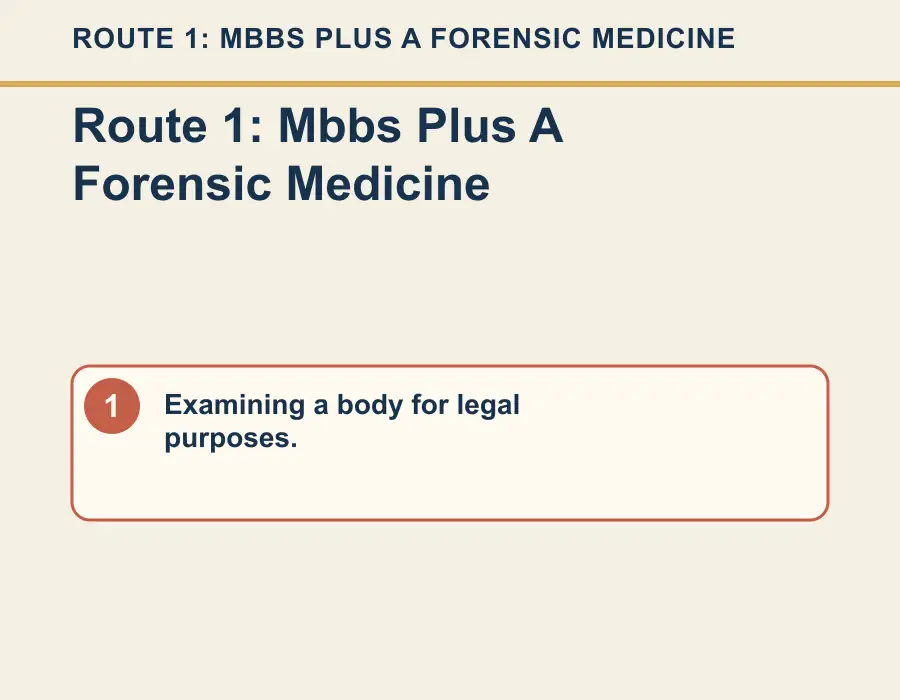 ROUTE 1: MBBS PLUS A FORENSIC MEDICINE
Route 1: Mbbs Plus A
Forensic Medicine
1
Examining a body for legal
purposes.